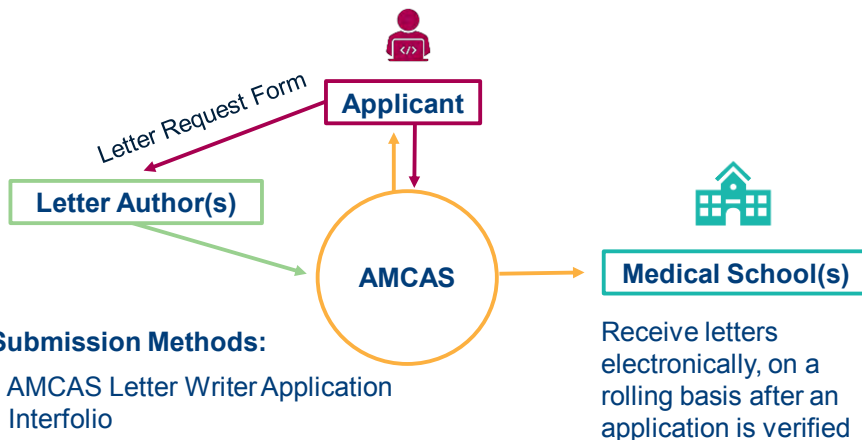 Applicant
Letter Request Form
Letter Author(s)
AMCAS
Medical School(s)
Submission Methods:
AMCAS Letter Writer Application
Interfolio
Receive letters
electronically, on a
rolling basis after an
application is verified